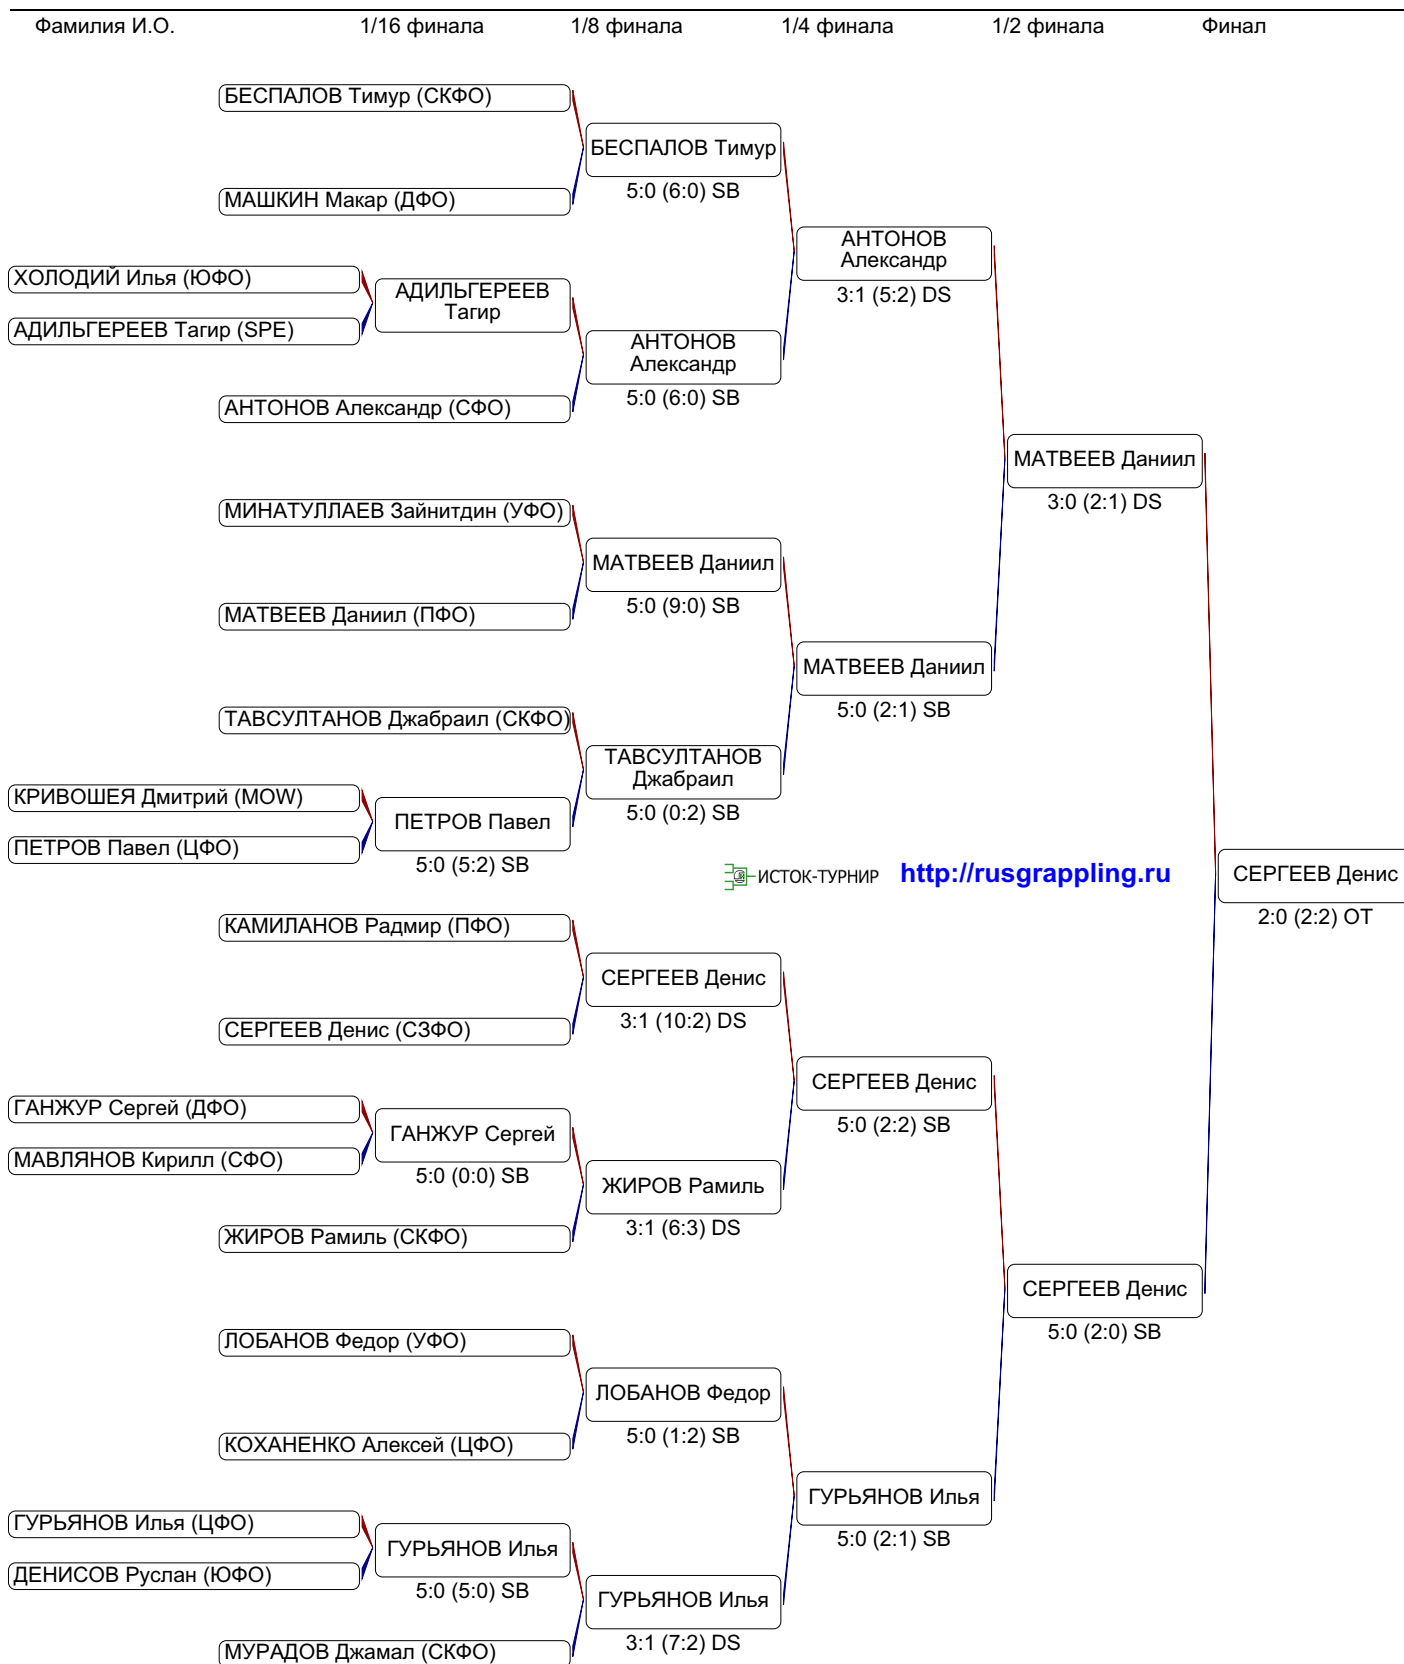 Фамилия И.О. 1/16 финала 1/8 финала 1/4 финала 1/2 финала Финал
БЕСПАЛОВ Тимур (СКФО)
БЕСПАЛОВ Тимур
5:0 (6:0) SB
МАШКИН Макар (ДФО)
АНТОНОВ
Александр
3:1 (5:2) DS
ХОЛОДИЙ Илья (ЮФО)
АДИЛЬГЕРЕЕВ
Тагир
АДИЛЬГЕРЕЕВ Тагир (SPE)
АНТОНОВ
Александр
5:0 (6:0) SB
АНТОНОВ Александр (СФО)
МАТВЕЕВ Даниил
3:0 (2:1) DS
МИНАТУЛЛАЕВ Зайнитдин (УФО)
МАТВЕЕВ Даниил
5:0 (9:0) SB
МАТВЕЕВ Даниил (ПФО)
МАТВЕЕВ Даниил
5:0 (2:1) SB
ТАВСУЛТАНОВ Джабраил (СКФО)
ТАВСУЛТАНОВ
Джабраил
5:0 (0:2) SB
КРИВОШЕЯ Дмитрий (MOW)
ПЕТРОВ Павел
5:0 (5:2) SB
ПЕТРОВ Павел (ЦФО)
ИСТОК-ТУРНИР http://rusgrappling.ru
СЕРГЕЕВ Денис
2:0 (2:2) OT
КАМИЛАНОВ Радмир (ПФО)
СЕРГЕЕВ Денис
3:1 (10:2) DS
СЕРГЕЕВ Денис (СЗФО)
СЕРГЕЕВ Денис
5:0 (2:2) SB
ГАНЖУР Сергей (ДФО)
ГАНЖУР Сергей
5:0 (0:0) SB
МАВЛЯНОВ Кирилл (СФО)
ЖИРОВ Рамиль
3:1 (6:3) DS
ЖИРОВ Рамиль (СКФО)
СЕРГЕЕВ Денис
5:0 (2:0) SB
ЛОБАНОВ Федор (УФО)
ЛОБАНОВ Федор
5:0 (1:2) SB
КОХАНЕНКО Алексей (ЦФО)
ГУРЬЯНОВ Илья
5:0 (2:1) SB
ГУРЬЯНОВ Илья (ЦФО)
ГУРЬЯНОВ Илья
5:0 (5:0) SB
ДЕНИСОВ Руслан (ЮФО)
ГУРЬЯНОВ Илья
3:1 (7:2) DS
МУРАДОВ Джамал (СКФО)